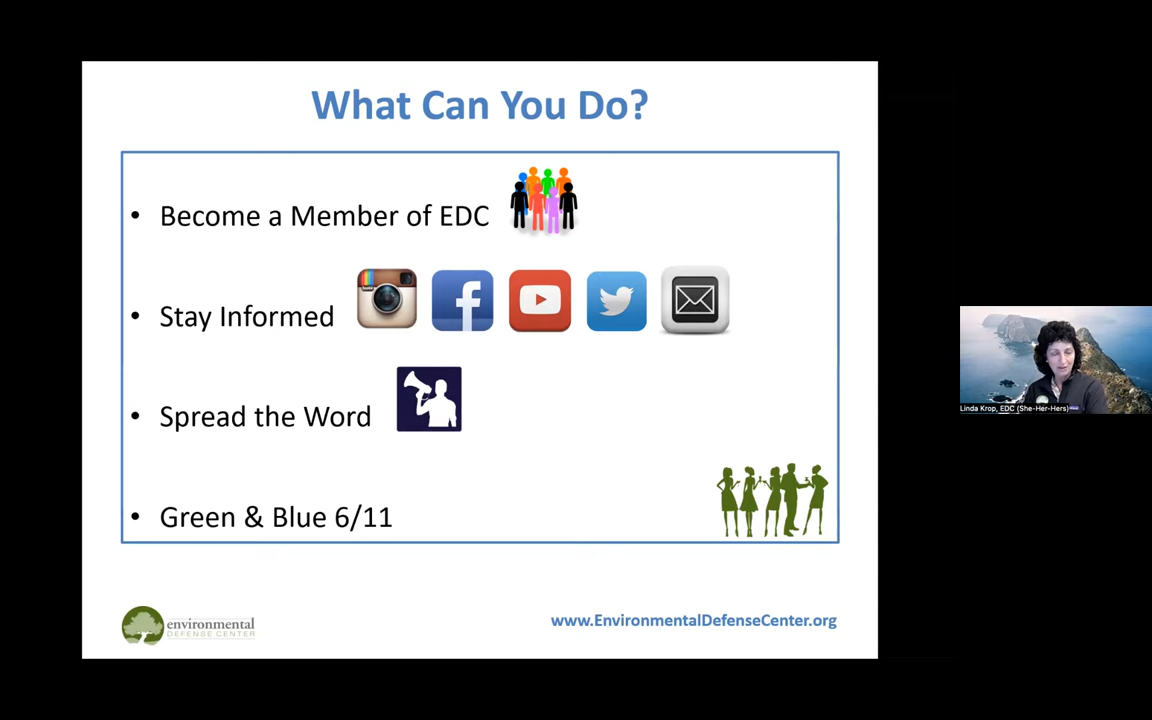 What Can You Do?
• Become a Member of EDC
• Stay Informed
• Spread the Word
• Green & Blue 6/11
environmental
DEFENSE CENTER
www.EnvironmentalDefenseCenter.org
Linda Krop, EDC (She-Her-Hers)